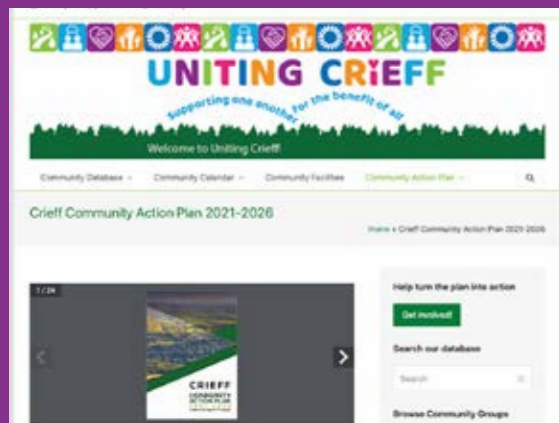 UNITING CRiEFF
supporting one another for the benefit of all
Welcome to Uniting Crieff!
Community Database
Community Calendar
Community Facilities
Community Action Plan
Crieff Community Action Plan 2021-2026
Home » Crieff Community Action Plan 2021-2026
1 / 24
CRIEFF
COMMUNITY
ACTION PLAN
Help turn the plan into action
Get involved!
Search our database
Search
Browse Community Groups